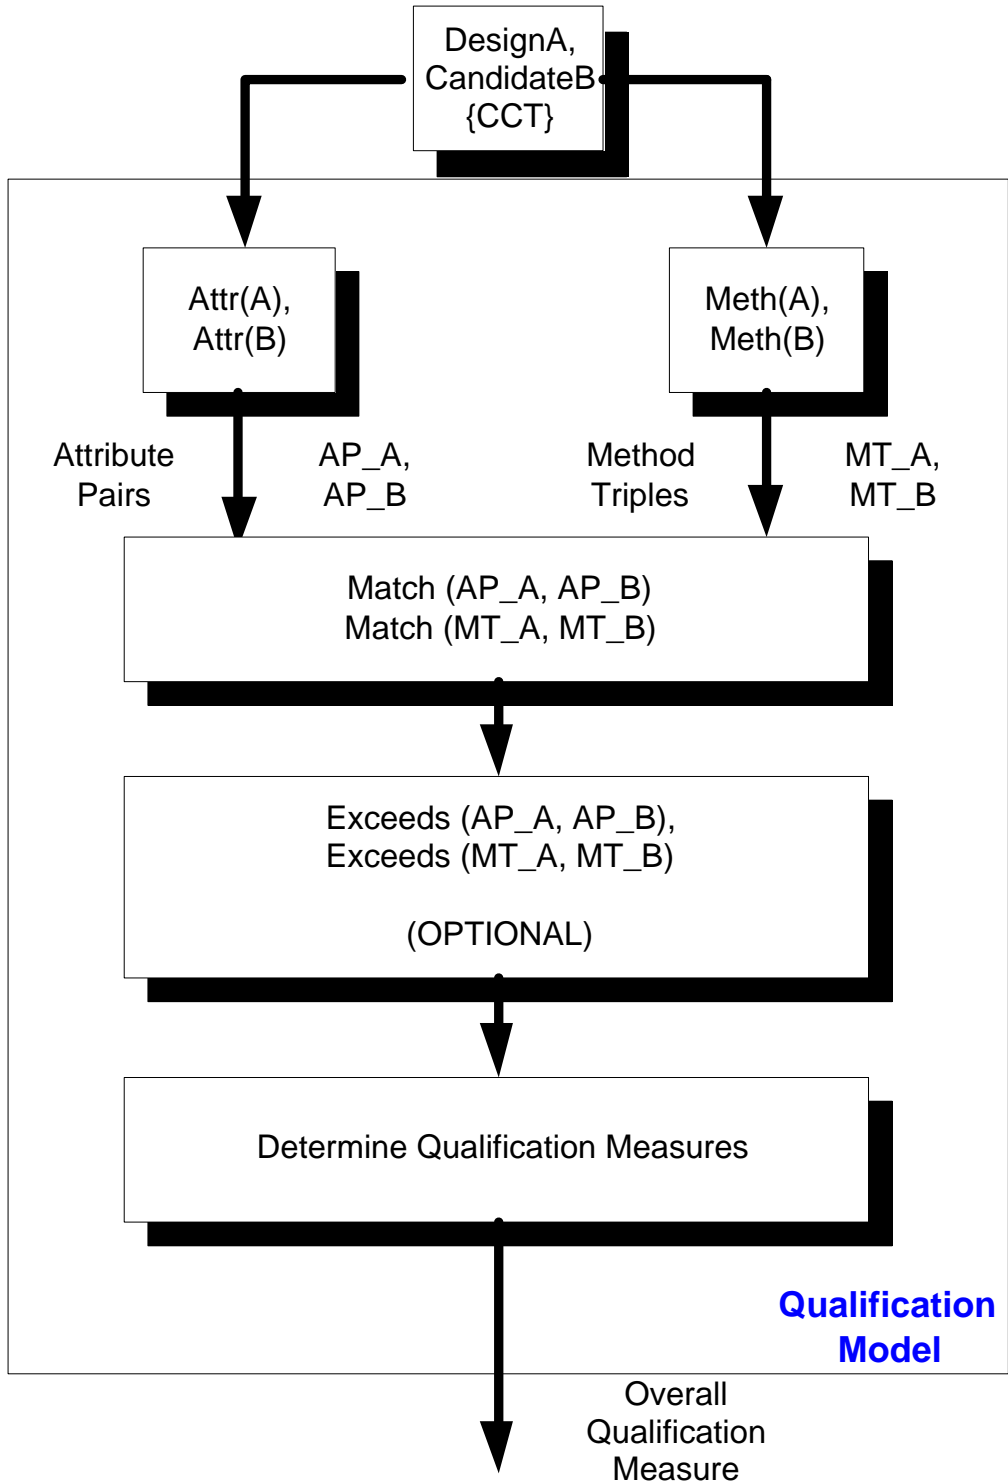 DesignA,
CandidateB
{CCT}
Attr(A),
Attr(B)
Meth(A),
Meth(B)
Attribute
Pairs
AP_A,
AP_B
Method
Triples
MT_A,
MT_B
Match (AP_A, AP_B)
Match (MT_A, MT_B)
Exceeds (AP_A, AP_B),
Exceeds (MT_A, MT_B)
(OPTIONAL)
Determine Qualification Measures
Qualification
Model
Overall
Qualification
Measure